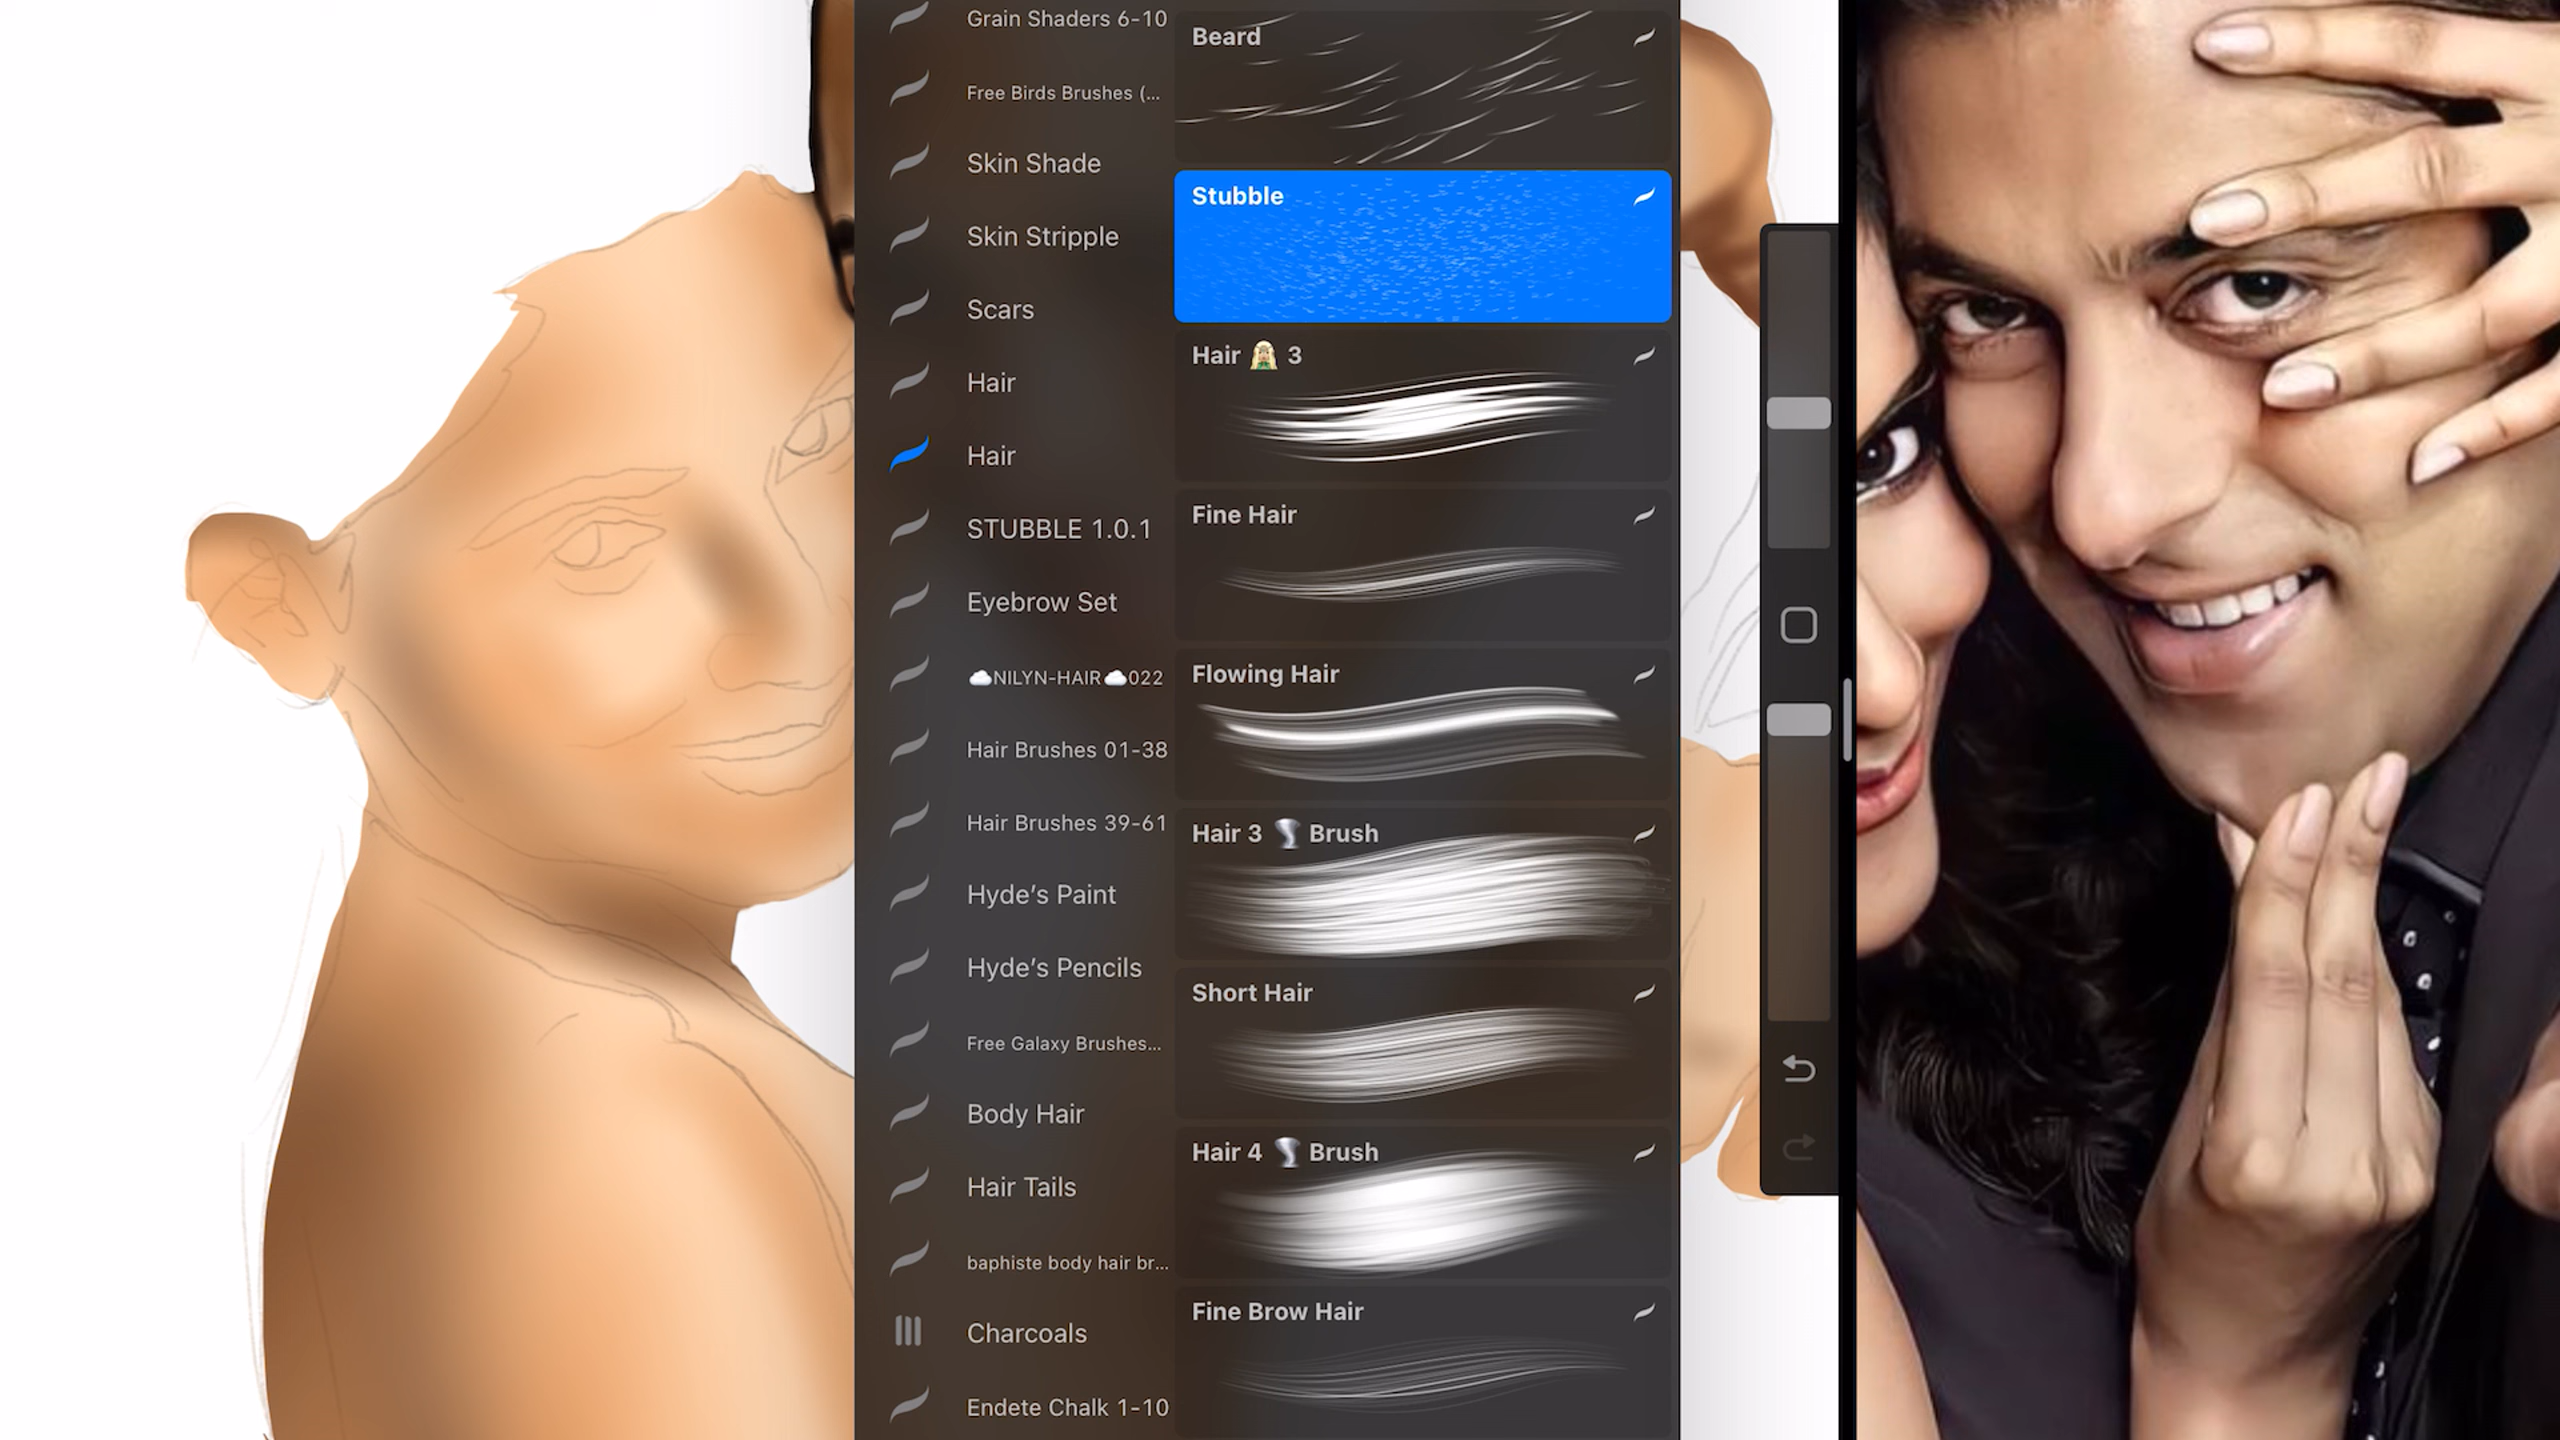 Grain Shaders 6-10
Free Birds Brushes (...
Skin Shade
Skin Stripple
Scars
Hair
Hair
STUBBLE 1.0.1
Eyebrow Set
☁️NILYN-HAIR☁️022
Hair Brushes 01-38
Hair Brushes 39-61
Hyde's Paint
Hyde's Pencils
Free Galaxy Brushes...
Body Hair
Hair Tails
baphiste body hair br...
Charcoals
Endete Chalk 1-10
Beard
Stubble
Hair 3
Fine Hair
Flowing Hair
Hair 3 🌪️ Brush
Short Hair
Hair 4 🌪️ Brush
Fine Brow Hair